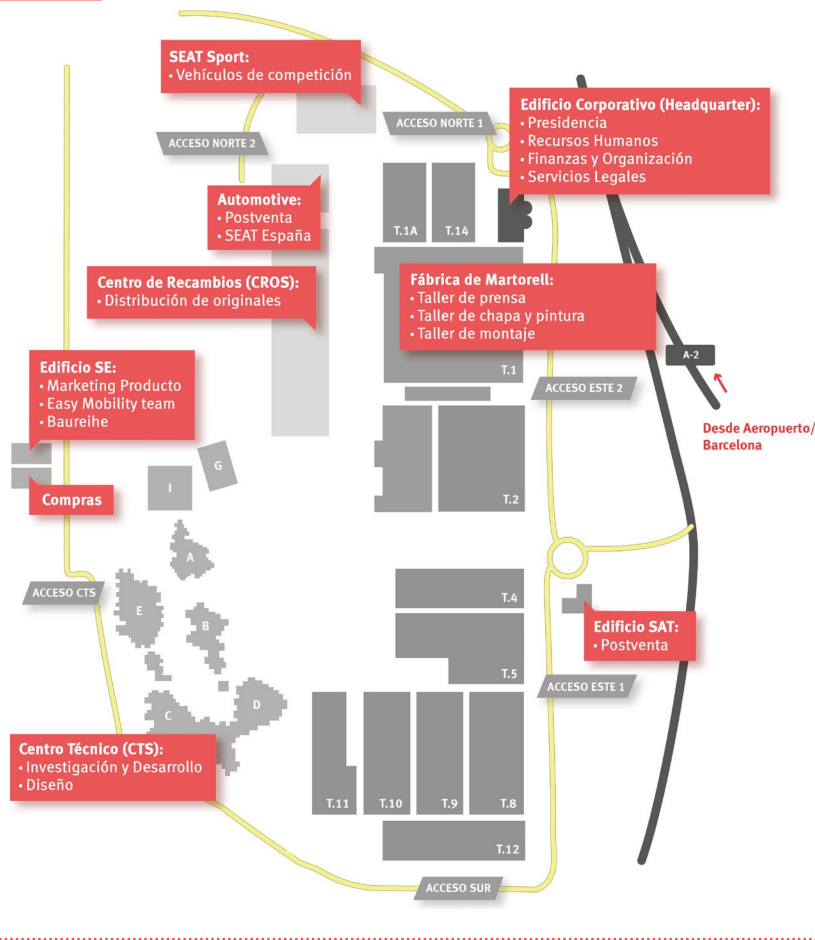 SEAT Sport:
• Vehículos de competición
ACCESO NORTE 1
ACCESO NORTE 2
Edificio Corporativo (Headquarter):
• Presidencia
• Recursos Humanos
• Finanzas y Organización
• Servicios Legales
Automotive:
• Postventa
• SEAT España
T.1A
T.14
Centro de Recambios (CROS):
• Distribución de originales
Fábrica de Martorell:
• Taller de prensa
• Taller de chapa y pintura
• Taller de montaje
T.1
A-2
Edificio SE:
• Marketing Producto
• Easy Mobility team
• Baureihe
ACCESO ESTE 2
Desde Aeropuerto/
Barcelona
G
I
Compras
T.2
A
ACCESO CTS
E
B
T.4
Edificio SAT:
• Postventa
T.5
ACCESO ESTE 1
D
C
Centro Técnico (CTS):
• Investigación y Desarrollo
• Diseño
T.11
T.10
T.9
T.8
T.12
ACCESO SUR